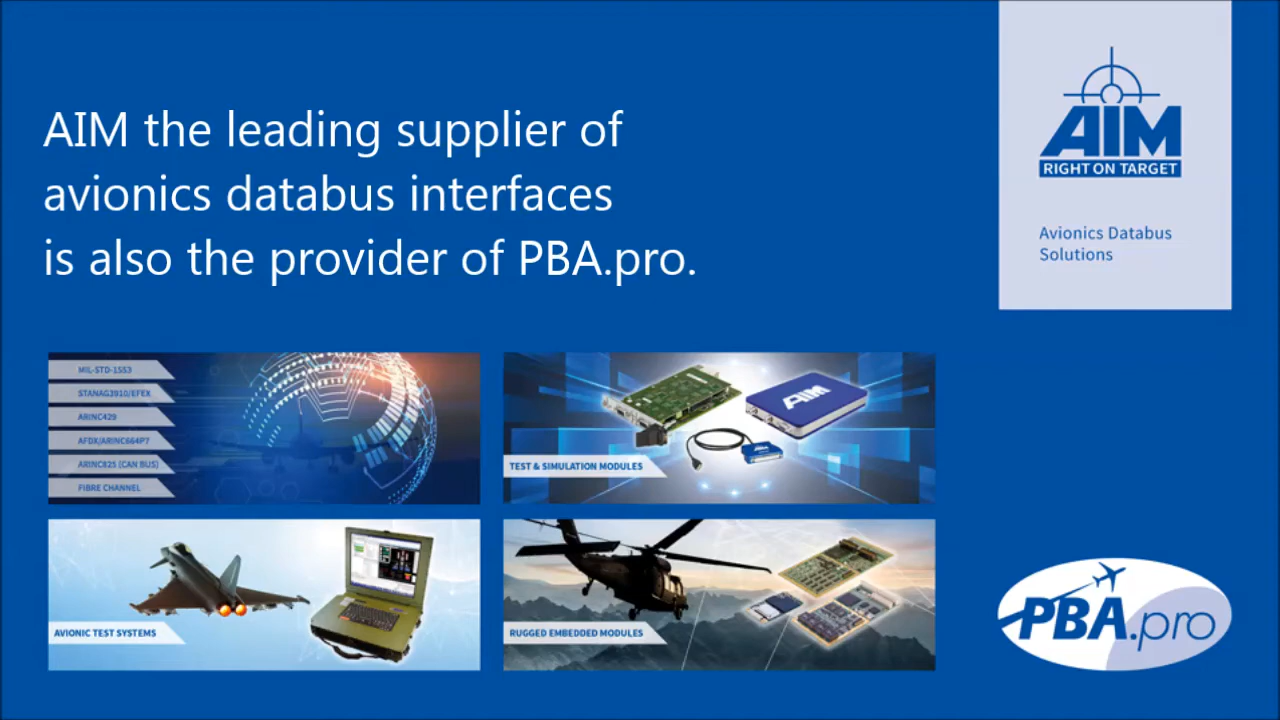 AIM the leading supplier of
avionics databus interfaces
is also the provider of PBA.pro.
AIM
RIGHT ON TARGET
Avionics Databus
Solutions
MIL-STD-1553
STANAG3910/EFEX
ARINC429
AFDX/ARINC664P7
ARINC825 (CAN BUS)
FIBRE CHANNEL
AIM
TEST & SIMULATION MODULES
AVIONIC TEST SYSTEMS
RUGGED EMBEDDED MODULES
PBA.pro